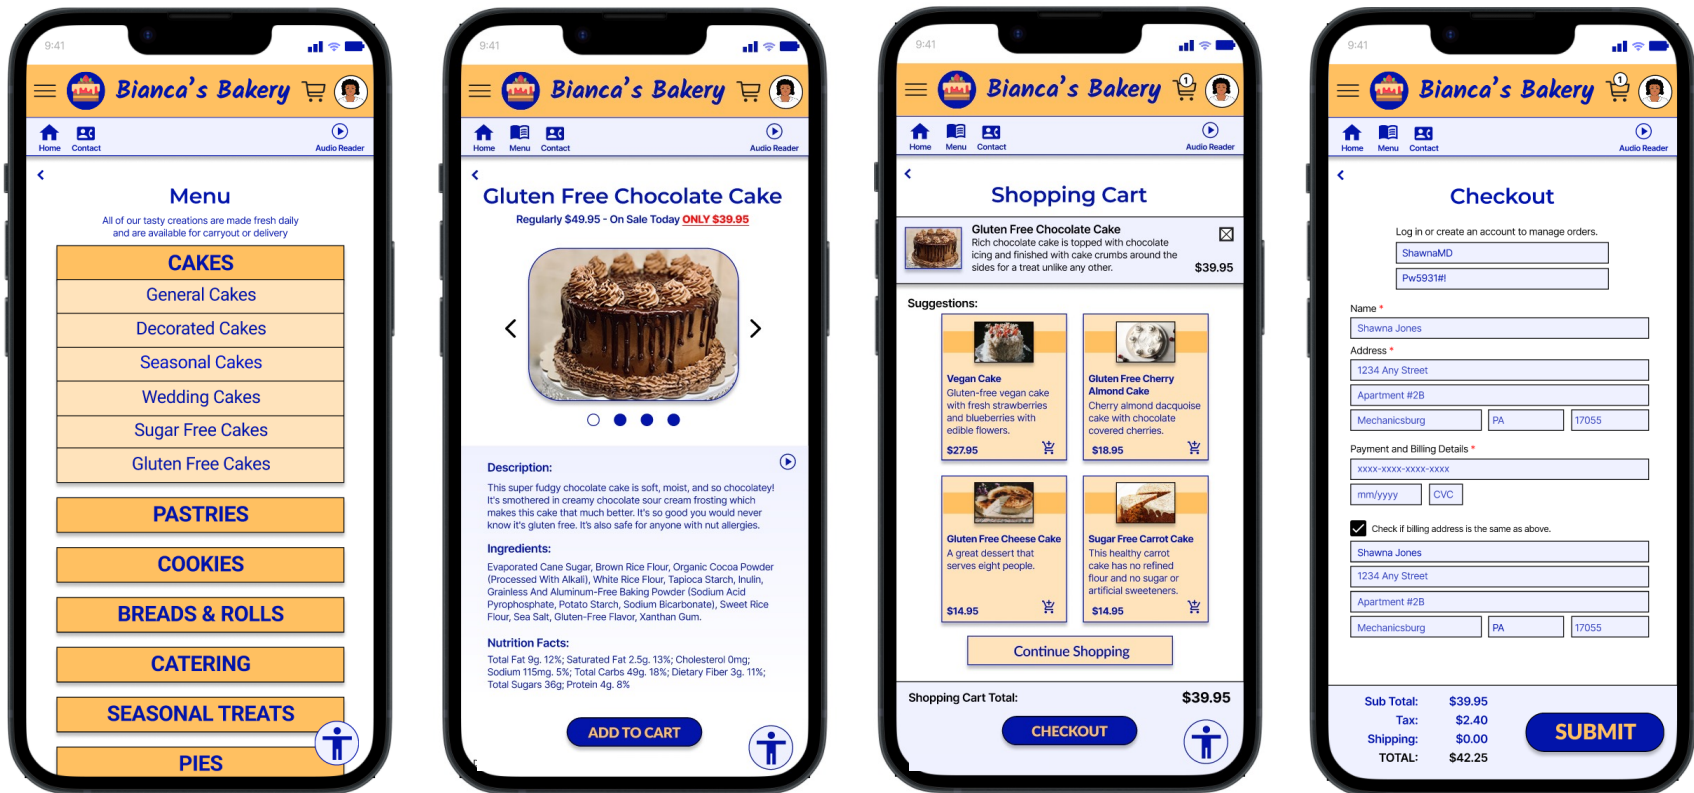 9:41
Bianca's Bakery
Home Contact Audio Reader
<
Menu
All of our tasty creations are made fresh daily
and are available for carryout or delivery
CAKES
General Cakes
Decorated Cakes
Seasonal Cakes
Wedding Cakes
Sugar Free Cakes
Gluten Free Cakes
PASTRIES
COOKIES
BREADS & ROLLS
CATERING
SEASONAL TREATS
PIES
9:41
Bianca's Bakery
Home Menu Contact Audio Reader
<
Gluten Free Chocolate Cake
Regularly $49.95 - On Sale Today ONLY $39.95
< >
Description:
This super fudgy chocolate cake is soft, moist, and so chocolatey!
It's smothered in creamy chocolate sour cream frosting which
makes this cake that much better. It's so good you would never
know it's gluten free. It's also safe for anyone with nut allergies.
Ingredients:
Evaporated Cane Sugar, Brown Rice Flour, Organic Cocoa Powder
(Processed With Alkali), White Rice Flour, Tapioca Starch, Inulin,
Grainless And Aluminum-Free Baking Powder (Sodium Acid
Pyrophosphate, Potato Starch, Sodium Bicarbonate), Sweet Rice
Flour, Sea Salt, Gluten-Free Flavor, Xanthan Gum.
Nutrition Facts:
Total Fat 9g. 12%; Saturated Fat 2.5g. 13%; Cholesterol 0mg;
Sodium 115mg. 5%; Total Carbs 49g. 18%; Dietary Fiber 3g. 11%;
Total Sugars 36g; Protein 4g. 8%
ADD TO CART
9:41
Bianca's Bakery 1
Home Menu Contact Audio Reader
<
Shopping Cart
Gluten Free Chocolate Cake
Rich chocolate cake is topped with chocolate
icing and finished with cake crumbs around the
sides for a treat unlike any other.
$39.95
Suggestions:
Vegan Cake
Gluten-free vegan cake
with fresh strawberries
and blueberries with
edible flowers.
$27.95
Gluten Free Cherry
Almond Cake
Cherry almond dacquoise
cake with chocolate
covered cherries.
$18.95
Gluten Free Cheese Cake
A great dessert that
serves eight people.
$14.95
Sugar Free Carrot Cake
This healthy carrot
cake has no refined
flour and no sugar or
artificial sweeteners.
$14.95
Continue Shopping
Shopping Cart Total: $39.95
CHECKOUT
9:41
Bianca's Bakery 1
Home Menu Contact Audio Reader
<
Checkout
Log in or create an account to manage orders.
ShawnaMD
Pw5931#!
Name *
Shawna Jones
Address *
1234 Any Street
Apartment #2B
Mechanicsburg PA 17055
Payment and Billing Details *
xxxx-xxxx-xxxx-xxxx
mm/yyyy CVC
Check if billing address is the same as above.
Shawna Jones
1234 Any Street
Apartment #2B
Mechanicsburg PA 17055
Sub Total: $39.95
Tax: $2.40
Shipping: $0.00
TOTAL: $42.25
SUBMIT